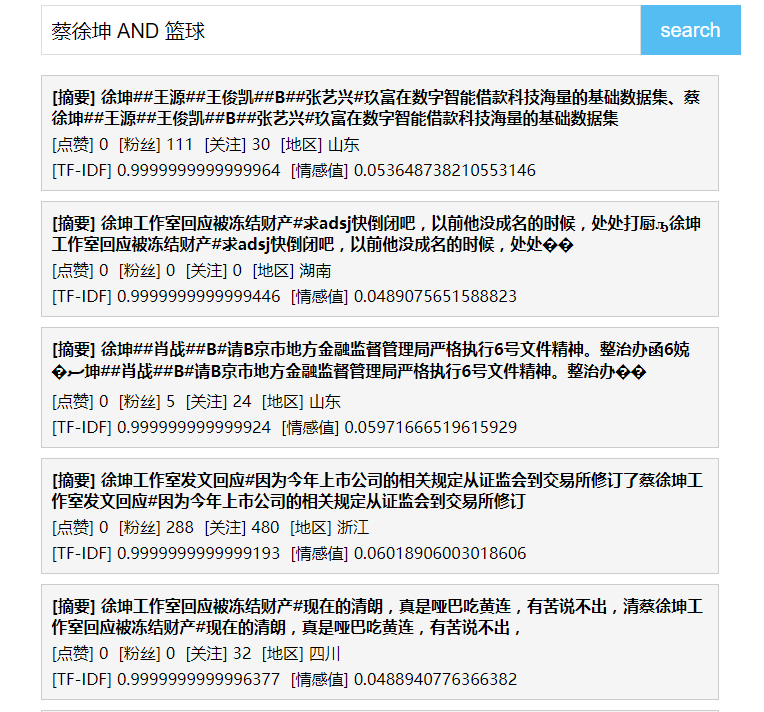 蔡徐坤 AND 篮球
search
[摘要] 徐坤##王源##王俊凯##B##张艺兴#玖富在数字智能借款科技海量的基础数据集、蔡
徐坤##王源##王俊凯##B##张艺兴#玖富在数字智能借款科技海量的基础数据集
[点赞] 0 [粉丝] 111 [关注] 30 [地区] 山东
[TF-IDF] 0.9999999999999964 [情感值] 0.053648738210553146
[摘要] 徐坤工作室回应被冻结财产#求adsj快倒闭吧，以前他没成名的时候，处处打厨徐坤
工作室回应被冻结财产#求adsj快倒闭吧，以前他没成名的时候，处处��
[点赞] 0 [粉丝] 0 [关注] 0 [地区] 湖南
[TF-IDF] 0.9999999999999446 [情感值] 0.0489075651588823
[摘要] 徐坤##肖战##B#请B京市地方金融监督管理局严格执行6号文件精神。整治办函6
�坤##肖战##B#请B京市地方金融监督管理局严格执行6号文件精神。整治办��
[点赞] 0 [粉丝] 5 [关注] 24 [地区] 山东
[TF-IDF] 0.999999999999924 [情感值] 0.05971666519615929
[摘要] 徐坤工作室发文回应#因为今年上市公司的相关规定从证监会到交易所修订了蔡徐坤工
作室发文回应#因为今年上市公司的相关规定从证监会到交易所修订
[点赞] 0 [粉丝] 288 [关注] 480 [地区] 浙江
[TF-IDF] 0.9999999999999193 [情感值] 0.06018906003018606
[摘要] 徐坤工作室回应被冻结财产#现在的清朗，真是哑巴吃黄连，有苦说不出，清蔡徐坤工
作室回应被冻结财产#现在的清朗，真是哑巴吃黄连，有苦说不出，
[点赞] 0 [粉丝] 0 [关注] 32 [地区] 四川
[TF-IDF] 0.9999999999996377 [情感值] 0.0488940776366382